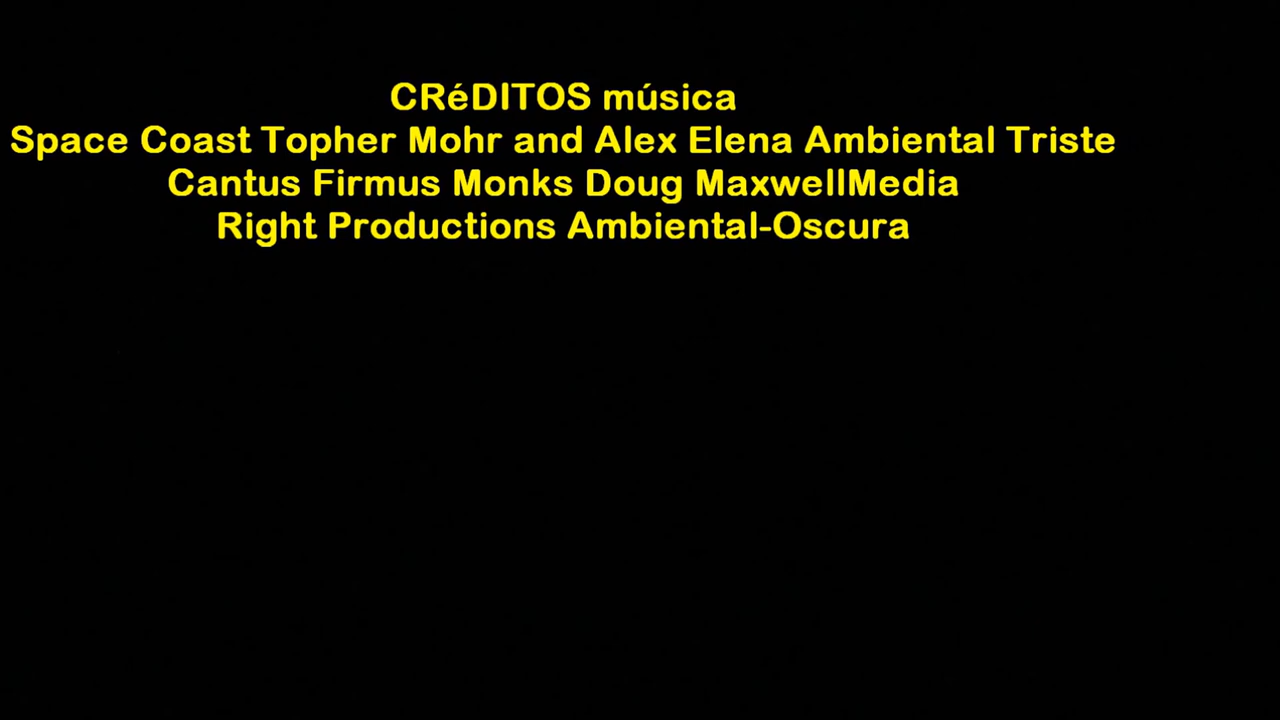 CRéDITOS música
Space Coast Topher Mohr and Alex Elena Ambiental Triste
Cantus Firmus Monks Doug MaxwellMedia
Right Productions Ambiental-Oscura